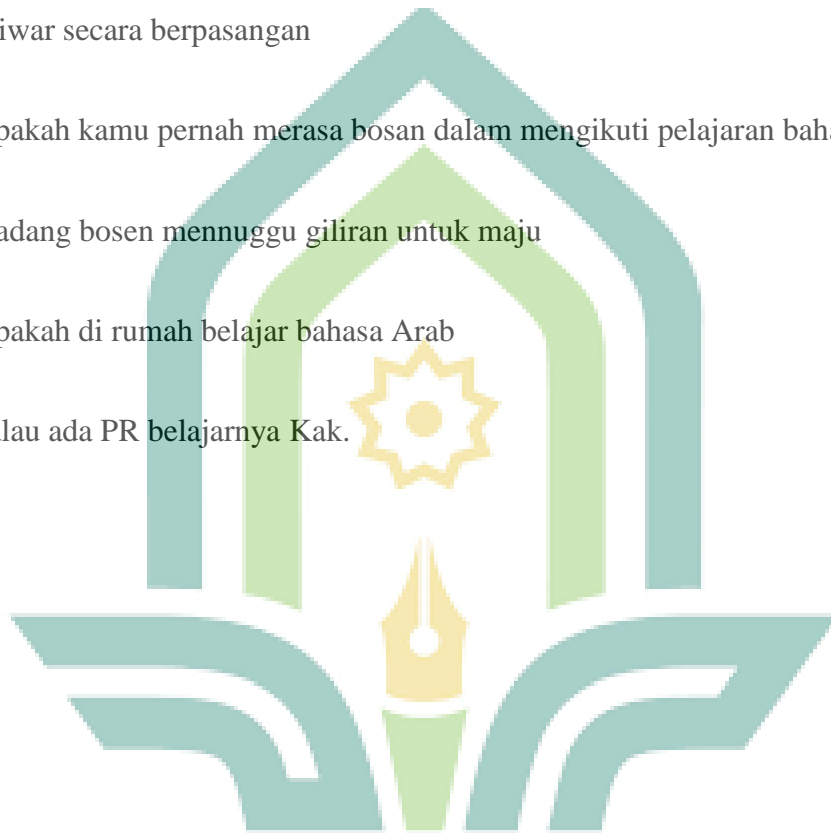 iwar secara berpasangan
pakah kamu pernah merasa bosan dalam mengikuti pelajaran baha
adang bosen mennuggu giliran untuk maju
pakah di rumah belajar bahasa Arab
alau ada PR belajarnya Kak.